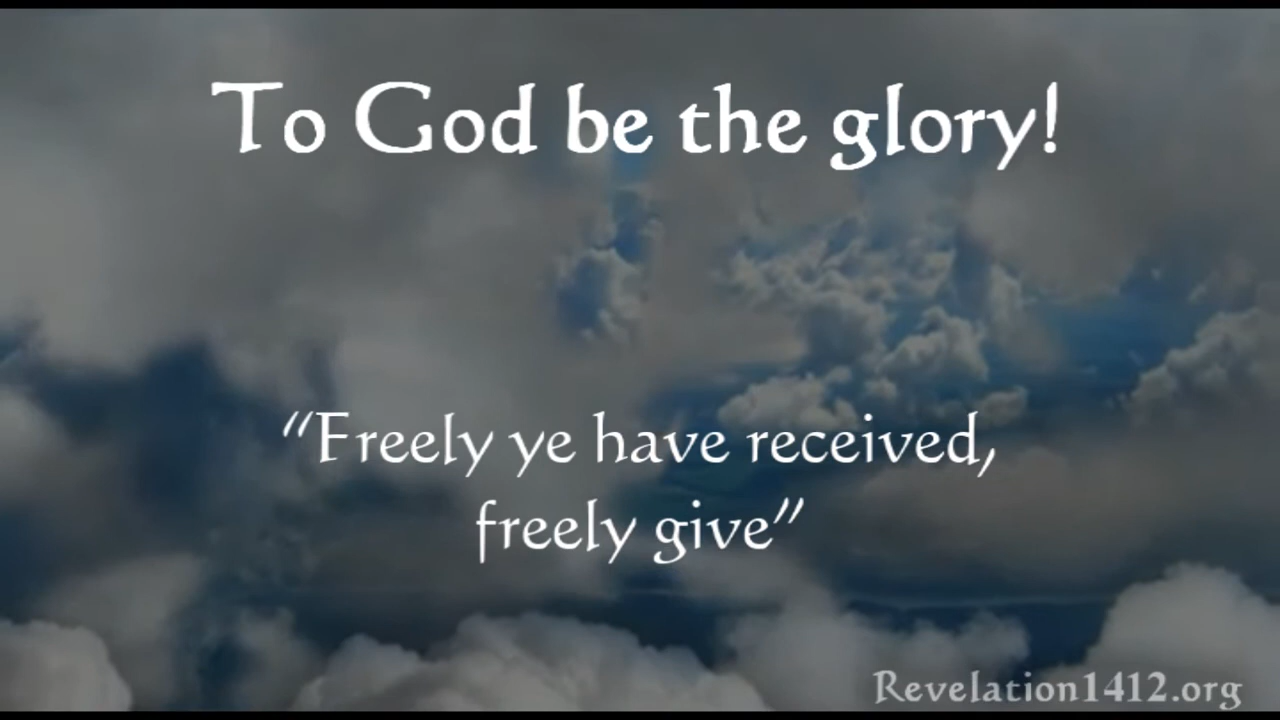 To God be the glory!
“Freely ye have received,
freely give”
Revelation1412.org